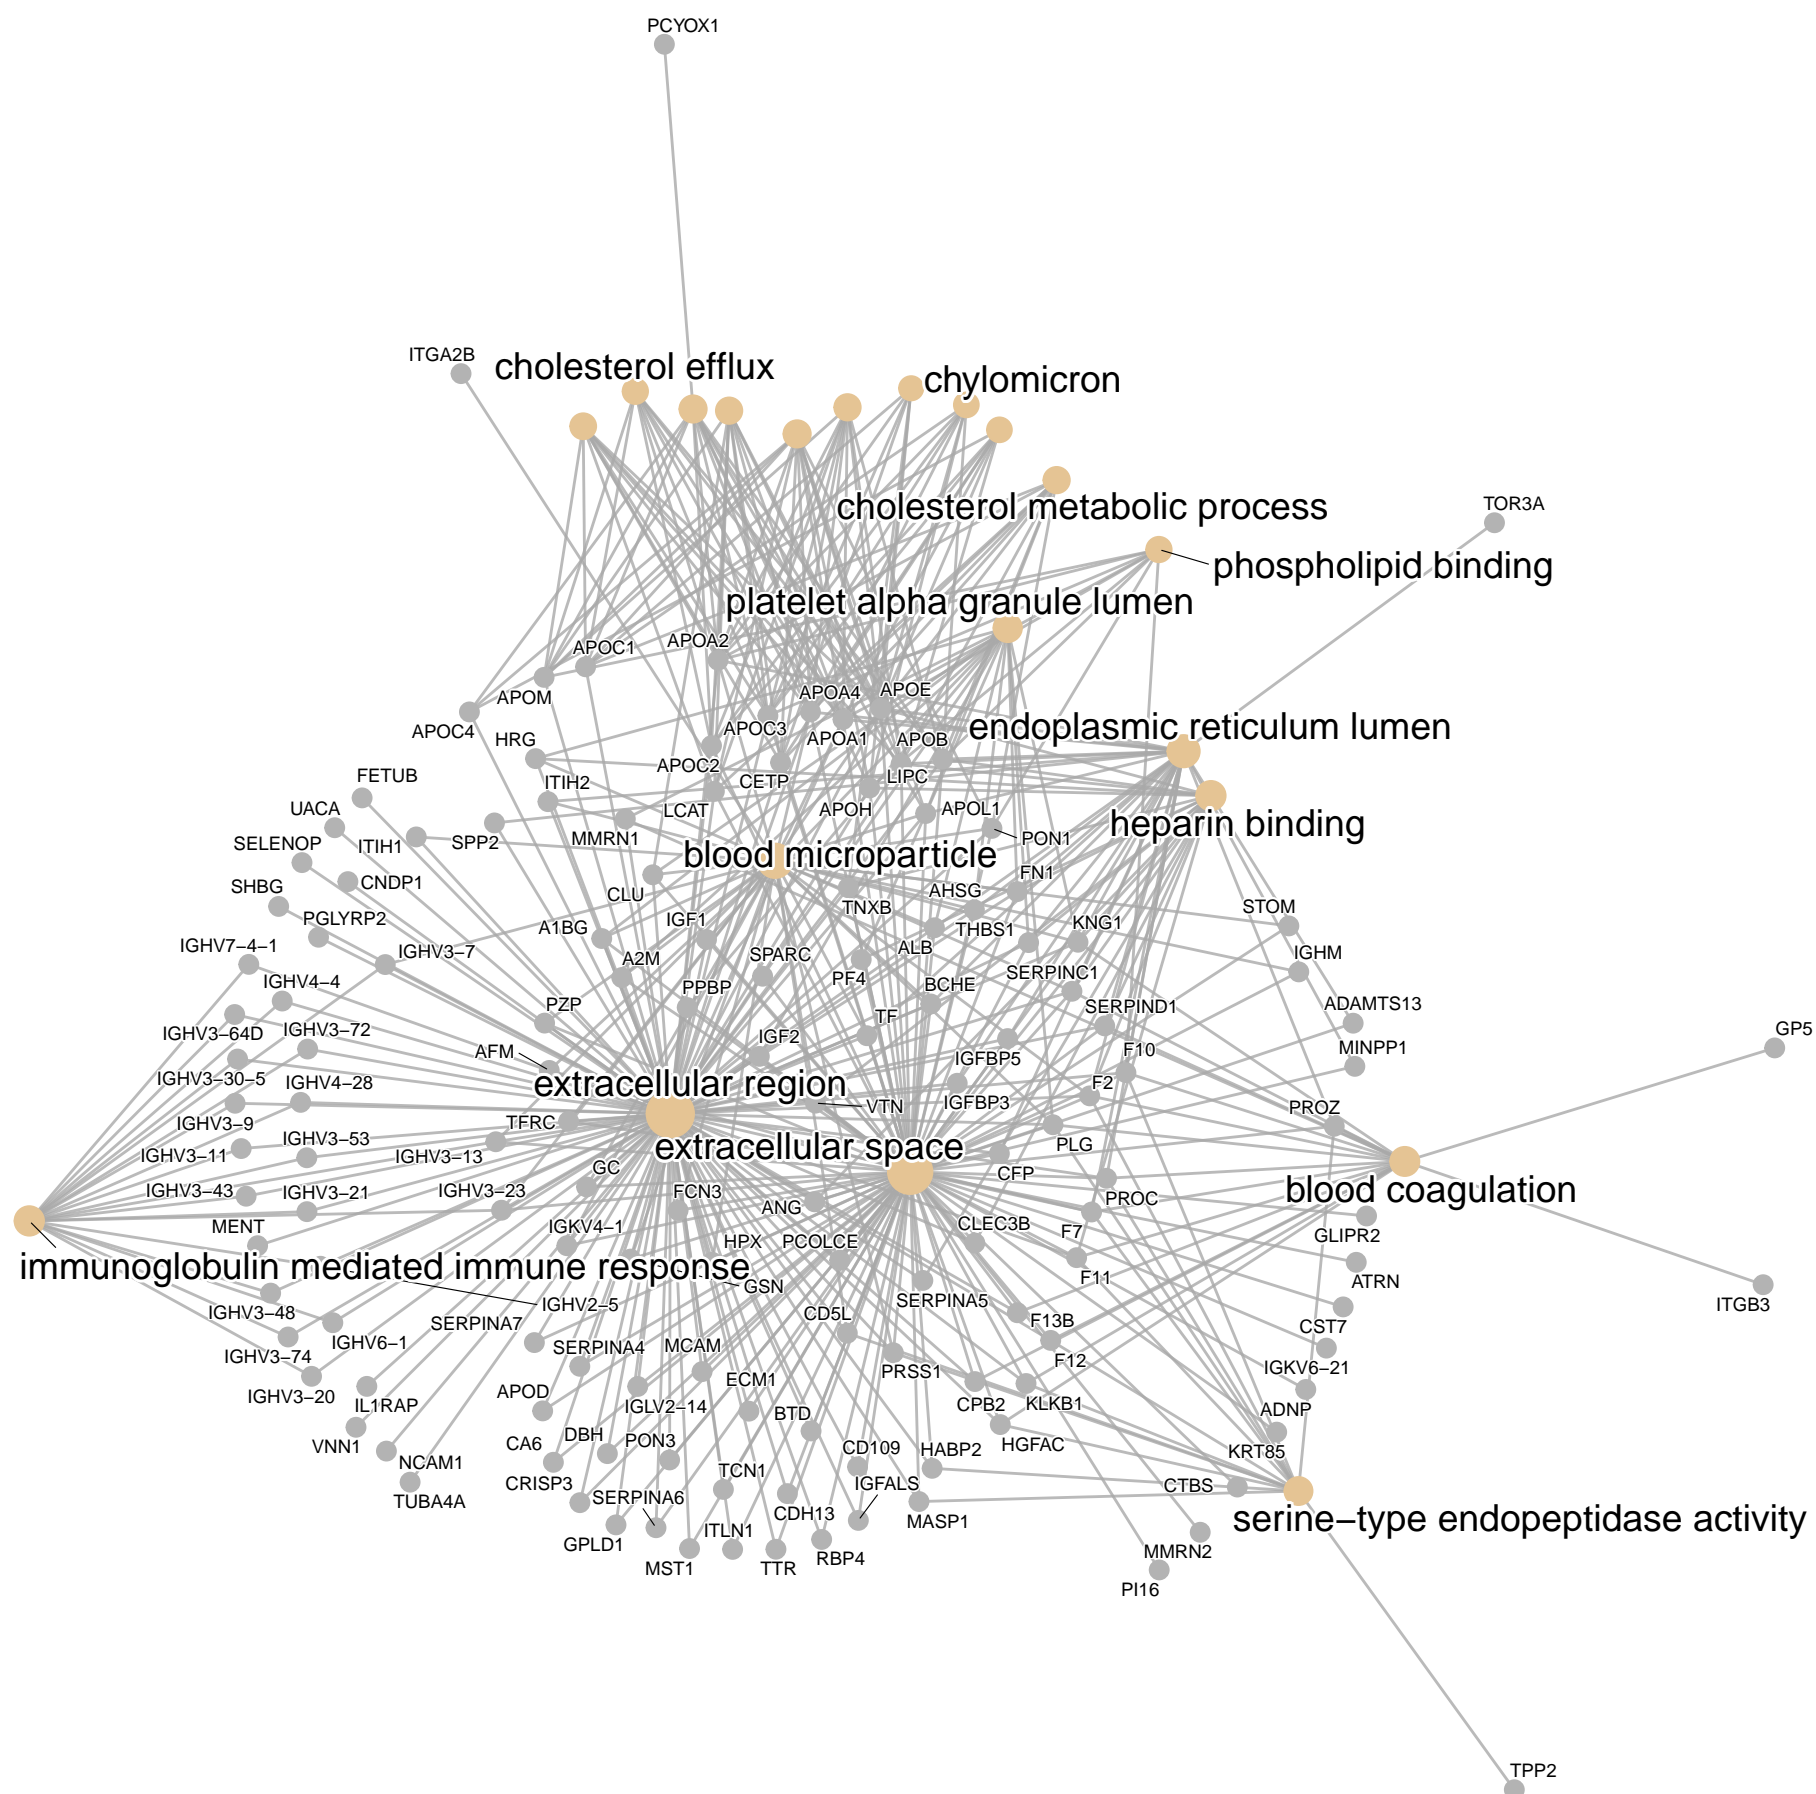 PCYOX1
ITGA2B
cholesterol efflux
chylomicron
cholesterol metabolic process
TOR3A
phospholipid binding
platelet alpha granule lumen
APOC1
APOA2
APOM
APOA4
APOE
APOC4
HRG
APOC3
APOA1
APOB
endoplasmic reticulum lumen
APOC2
CETP
LIPC
FETUB
ITIH2
LCAT
APOH
APOL1
UACA
heparin binding
SELENOP
ITIH1
SPP2
MMRN1
PON1
blood microparticle
SHBG
CNDP1
CLU
AHSG
FN1
PGLYRP2
TNXB
STOM
IGHV7−4−1
IGHV3−7
A1BG
IGF1
THBS1
KNG1
ALB
IGHM
IGHV4−4
A2M
SPARC
PF4
SERPINC1
PPBP
BCHE
PZP
SERPIND1
ADAMTS13
IGHV3−64D
IGHV3−72
TF
GP5
IGF2
AFM
IGFBP5
F10
MINPP1
IGHV3−30−5
IGHV4−28
extracellular region
F2
IGFBP3
VTN
PROZ
IGHV3−9
TFRC
IGHV3−53
extracellular space
PLG
IGHV3−11
IGHV3−13
GC
CFP
IGHV3−43
IGHV3−21
IGHV3−23
FCN3
ANG
PROC
blood coagulation
MENT
IGKV4−1
CLEC3B
F7
GLIPR2
HPX
PCOLCE
immunoglobulin mediated immune response
F11
ATRN
GSN
SERPINA5
ITGB3
IGHV2−5
IGHV3−48
SERPINA7
CD5L
F13B
CST7
IGHV6−1
SERPINA4
MCAM
IGHV3−74
F12
IGKV6−21
PRSS1
ECM1
IGHV3−20
APOD
IL1RAP
IGLV2−14
CPB2
KLKB1
ADNP
BTD
VNN1
DBH
PON3
CA6
CD109
HABP2
HGFAC
KRT85
NCAM1
TCN1
CRISP3
IGFALS
CTBS
TUBA4A
SERPINA6
CDH13
MASP1
serine−type endopeptidase activity
ITLN1
GPLD1
RBP4
MMRN2
MST1
TTR
PI16
TPP2